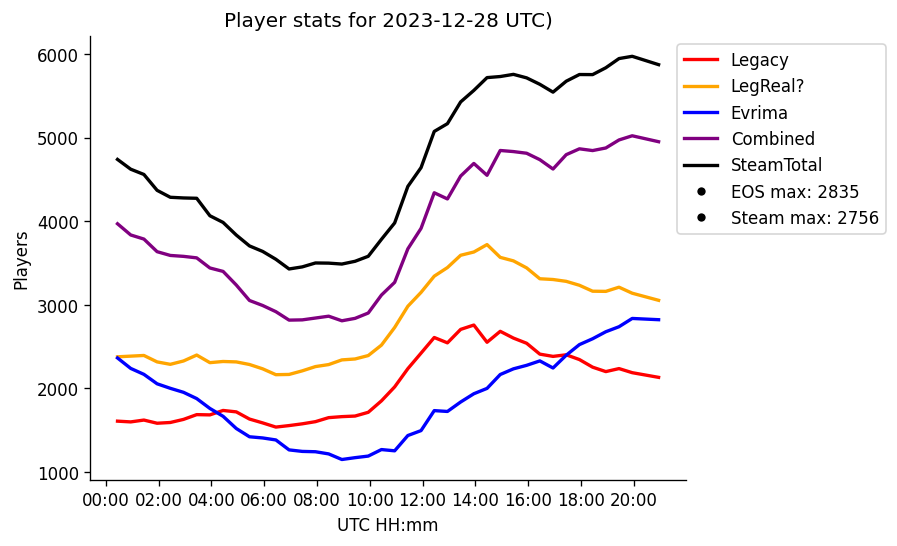 Player stats for 2023-12-28 UTC)
6000
5000
4000
3000
2000
1000
Players
00:00 02:00 04:00 06:00 08:00 10:00 12:00 14:00 16:00 18:00 20:00
UTC HH:mm
Legacy
LegReal?
Evrima
Combined
SteamTotal
EOS max: 2835
Steam max: 2756